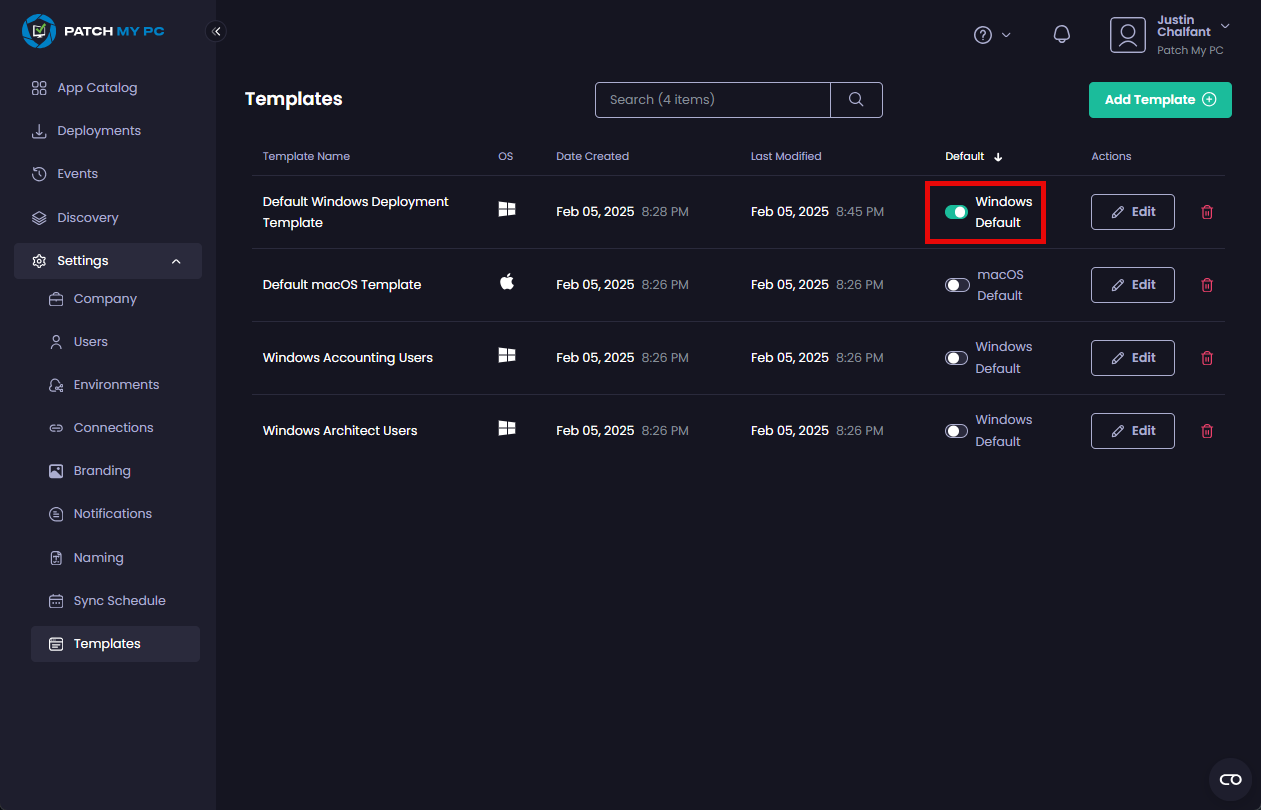 PATCH MY PC
Justin
Chalfant
Patch My PC
App Catalog
Deployments
Events
Discovery
Settings
Company
Users
Environments
Connections
Branding
Notifications
Naming
Sync Schedule
Templates
Templates
Search (4 items)
Add Template
Template Name OS Date Created Last Modified Default Actions
Default Windows Deployment
Template
Feb 05, 2025 8:28 PM Feb 05, 2025 8:45 PM
Windows
Default
Edit
Default macOS Template Feb 05, 2025 8:26 PM Feb 05, 2025 8:26 PM
macOS
Default
Edit
Windows Accounting Users Feb 05, 2025 8:26 PM Feb 05, 2025 8:26 PM
Windows
Default
Edit
Windows Architect Users Feb 05, 2025 8:26 PM Feb 05, 2025 8:26 PM
Windows
Default
Edit